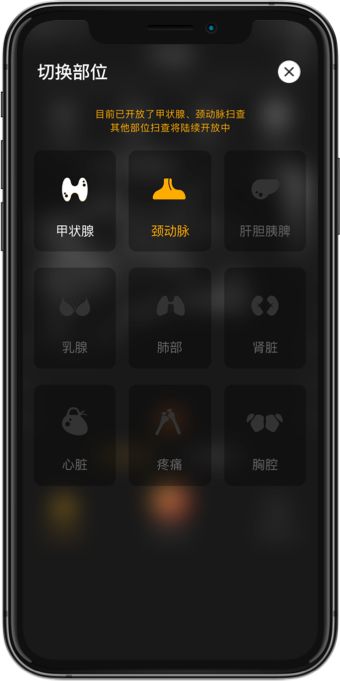 切换部位
目前已开放了甲状腺、颈动脉扫查
其他部位扫查将陆续开放中
甲状腺
颈动脉
肝胆胰脾
乳腺
肺部
肾脏
心脏
疼痛
胸腔